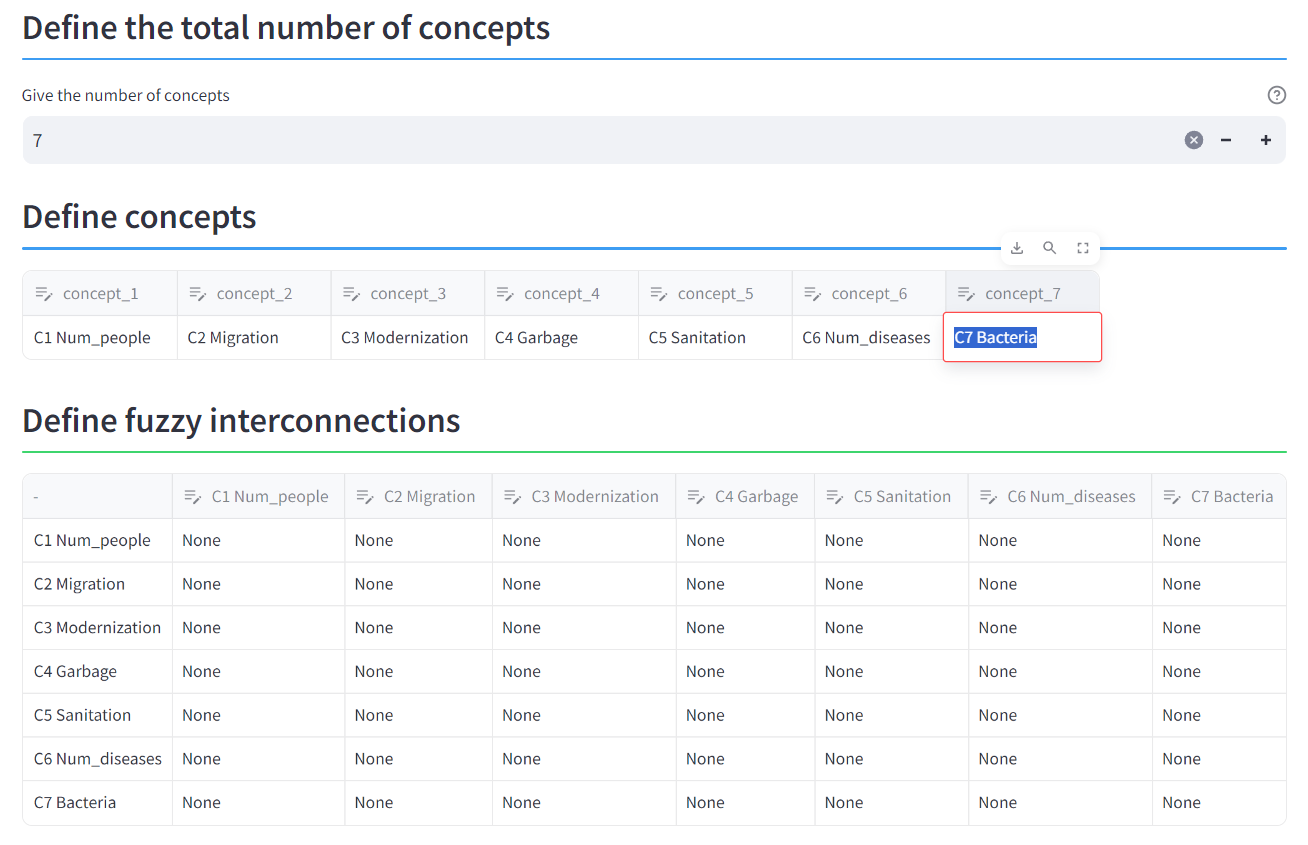 Define the total number of concepts
Give the number of concepts
7
Define concepts
concept_1 concept_2 concept_3 concept_4 concept_5 concept_6 concept_7
C1 Num_people C2 Migration C3 Modernization C4 Garbage C5 Sanitation C6 Num_diseases C7 Bacteria
Define fuzzy interconnections
- C1 Num_people C2 Migration C3 Modernization C4 Garbage C5 Sanitation C6 Num_diseases C7 Bacteria
C1 Num_people None None None None None None None
C2 Migration None None None None None None None
C3 Modernization None None None None None None None
C4 Garbage None None None None None None None
C5 Sanitation None None None None None None None
C6 Num_diseases None None None None None None None
C7 Bacteria None None None None None None None